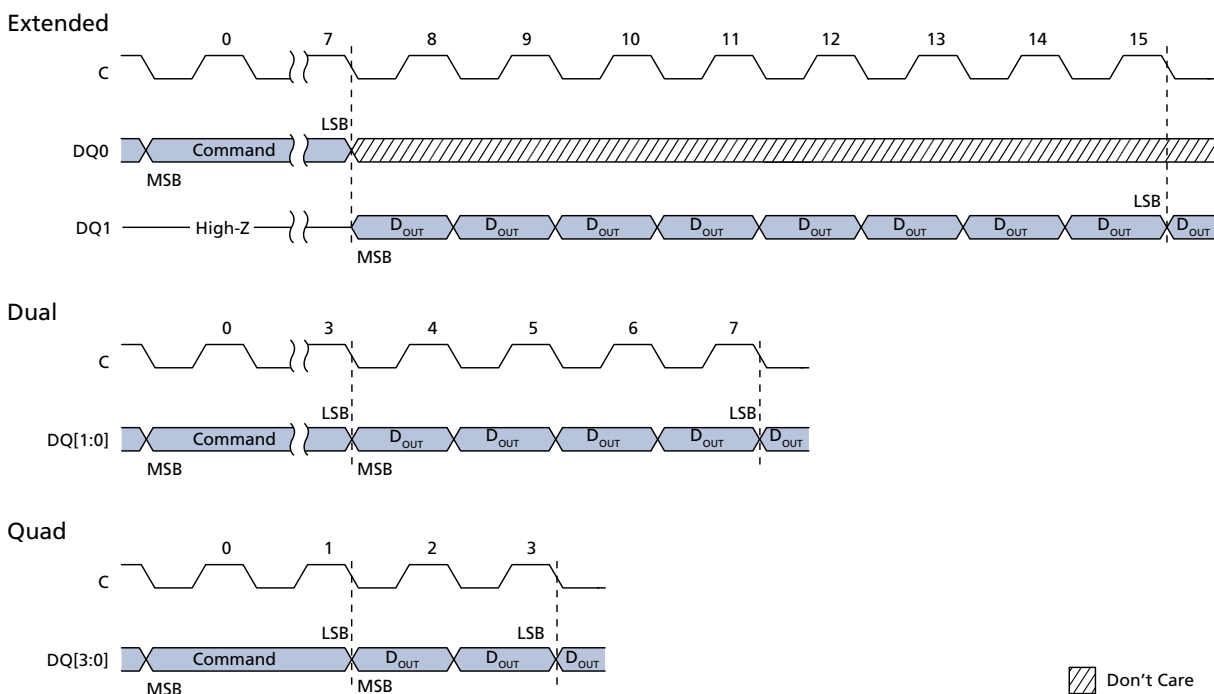 Extended
0 7 8 9 10 11 12 13 14 15
C
LSB
DQ0 Command
MSB
LSB
DQ1 High-Z DOUT DOUT DOUT DOUT DOUT DOUT DOUT DOUT DOUT
MSB
Dual
0 3 4 5 6 7
C
LSB LSB
DQ[1:0] Command DOUT DOUT DOUT DOUT DOUT
MSB MSB
Quad
0 1 2 3
C
LSB LSB
DQ[3:0] Command DOUT DOUT DOUT
MSB MSB
Don't Care